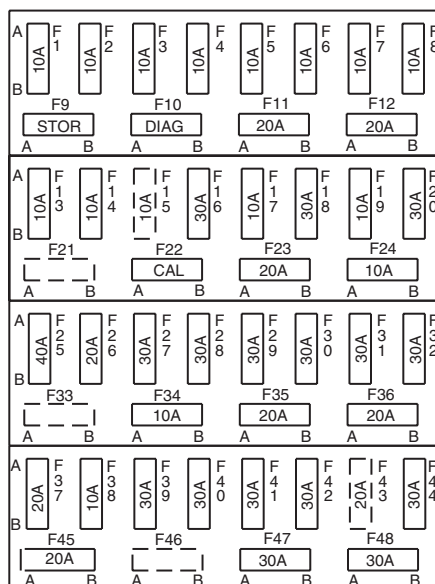 A 10A F1 10A F2 10A F3 10A F4 10A F5 10A F6 10A F7 10A F8
B
F9 F10 F11 F12
STOR DIAG 20A 20A
A B A B A B A B
A 10A F13 10A F14 10A F15 30A F16 10A F17 30A F18 10A F19 30A F20
B
F21 F22 F23 F24
CAL 20A 10A
A B A B A B A B
A 40A F25 20A F26 30A F27 30A F28 30A F29 30A F30 30A F31 30A F32
B
F33 F34 F35 F36
10A 20A 20A
A B A B A B A B
A 20A F37 10A F38 30A F39 30A F40 30A F41 30A F42 20A F43 30A F44
B
F45 F46 F47 F48
20A 30A 30A
A B A B A B A B